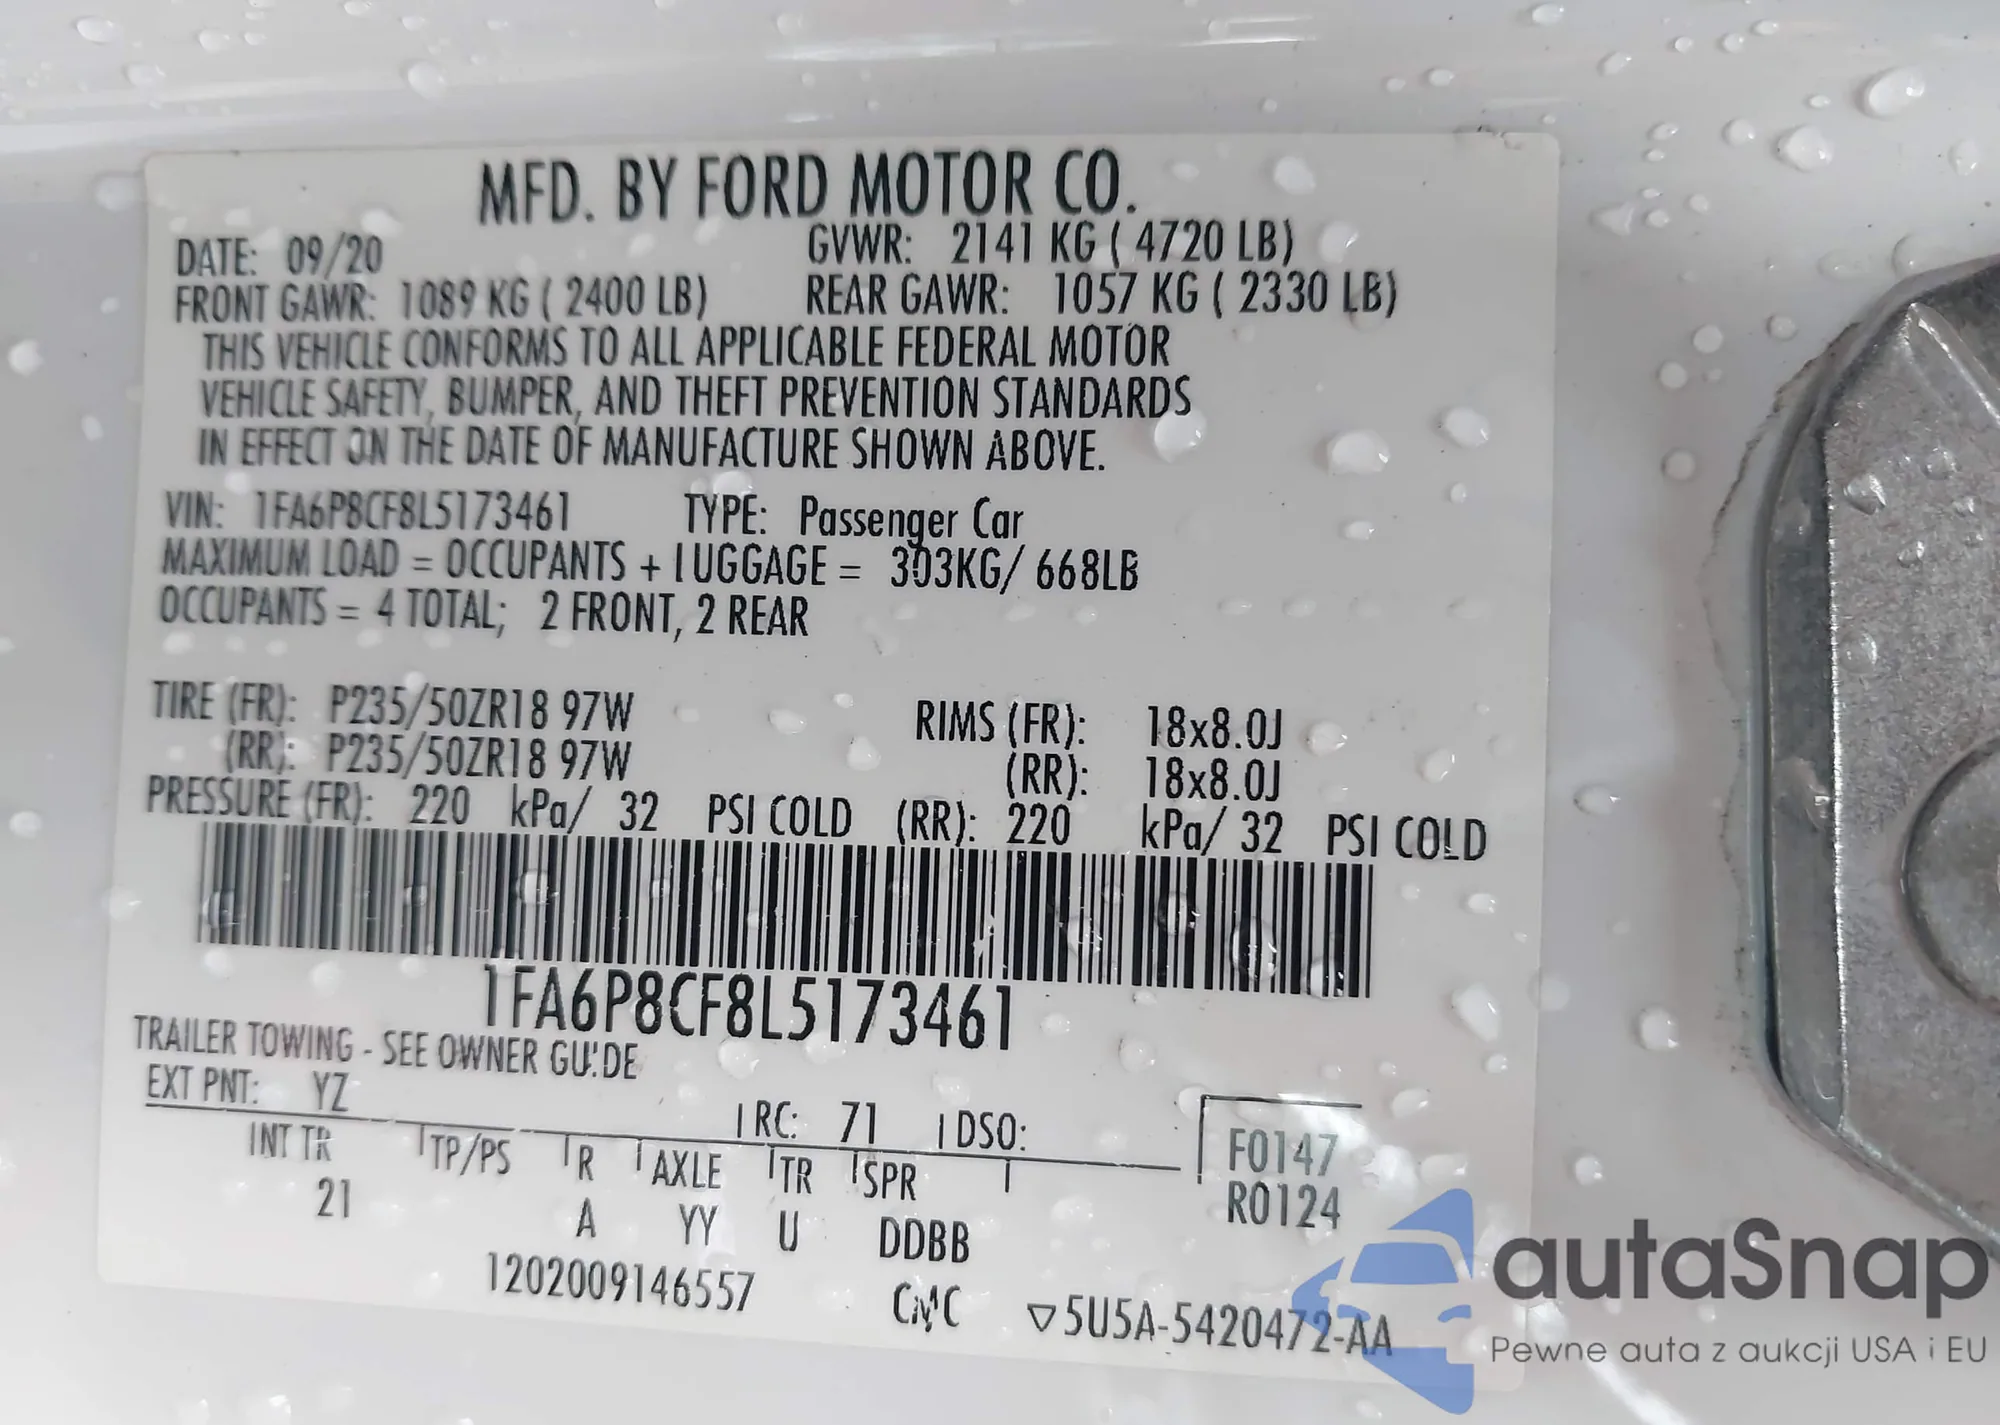 MFD. BY FORD MOTOR CO.
DATE: 09/20 GVWR: 2141 KG ( 4720 LB)
FRONT GAWR: 1089 KG ( 2400 LB) REAR GAWR: 1057 KG ( 2330 LB)
THIS VEHICLE CONFORMS TO ALL APPLICABLE FEDERAL MOTOR
VEHICLE SAFETY, BUMPER, AND THEFT PREVENTION STANDARDS
IN EFFECT ON THE DATE OF MANUFACTURE SHOWN ABOVE.
VIN: 1FA6P8CF8L5173461 TYPE: Passenger Car
MAXIMUM LOAD = OCCUPANTS + LUGGAGE = 303KG/ 668LB
OCCUPANTS = 4 TOTAL; 2 FRONT, 2 REAR
TIRE (FR): P235/50ZR18 97W RIMS (FR): 18x8.0J
(RR): P235/50ZR18 97W (RR): 18x8.0J
PRESSURE (FR): 220 kPa/ 32 PSI COLD (RR): 220 kPa/ 32 PSI COLD
1FA6P8CF8L5173461
TRAILER TOWING - SEE OWNER GUIDE
EXT PNT: YZ RC: 71 DSO:
INT TR TP/PS R AXLE TR SPR F0147
21 A YY U DDBB R0124
1202009146557 CMC ▽5U5A-5420472-AA
autaSnap
Pewne auta z aukcji USA i EU